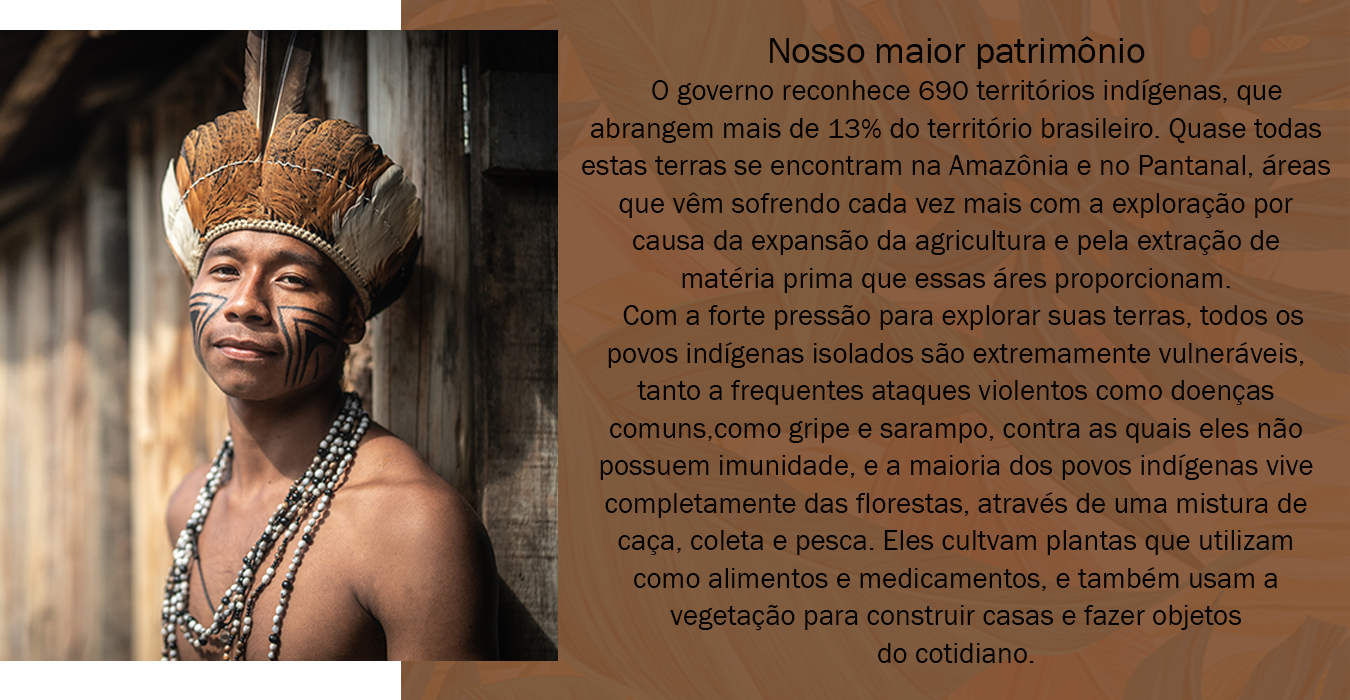 Nosso maior patrimônio
O governo reconhece 690 territórios indígenas, que
abrangem mais de 13% do território brasileiro. Quase todas
estas terras se encontram na Amazônia e no Pantanal, áreas
que vêm sofrendo cada vez mais com a exploração por
causa da expansão da agricultura e pela extração de
matéria prima que essas áres proporcionam.
Com a forte pressão para explorar suas terras, todos os
povos indígenas isolados são extremamente vulneráveis,
tanto a frequentes ataques violentos como doenças
comuns,como gripe e sarampo, contra as quais eles não
possuem imunidade, e a maioria dos povos indígenas vive
completamente das florestas, através de uma mistura de
caça, coleta e pesca. Eles cultvam plantas que utilizam
como alimentos e medicamentos, e também usam a
vegetação para construir casas e fazer objetos
do cotidiano.